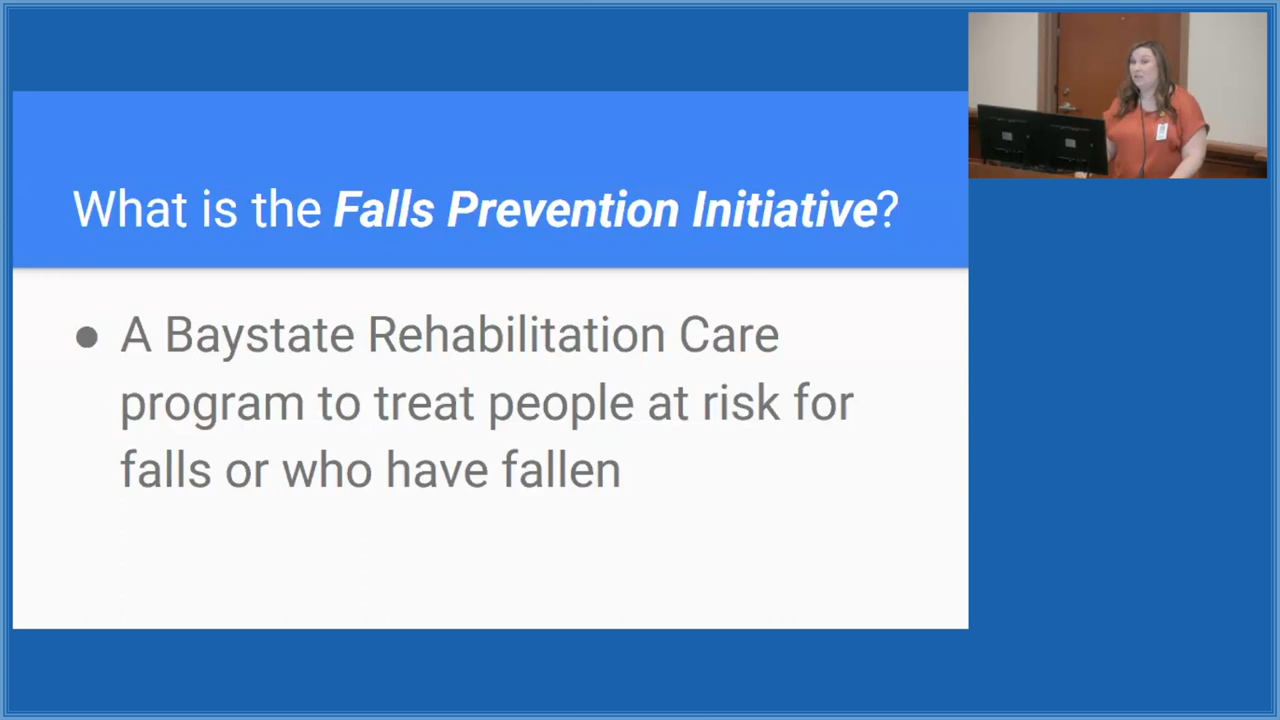 What is the Falls Prevention Initiative?
● A Baystate Rehabilitation Care
program to treat people at risk for
falls or who have fallen